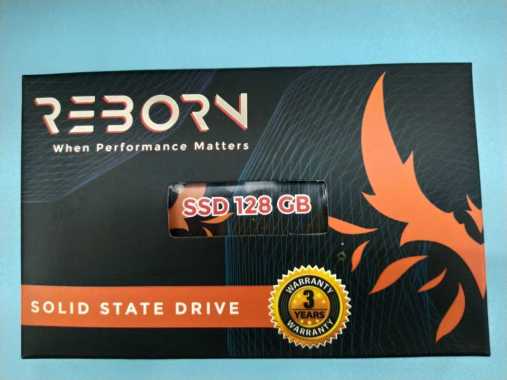 REBORN
When Performance Matters
SSD 128 GB
SOLID STATE DRIVE
WARRANTY
3
YEARS
WARRANTY